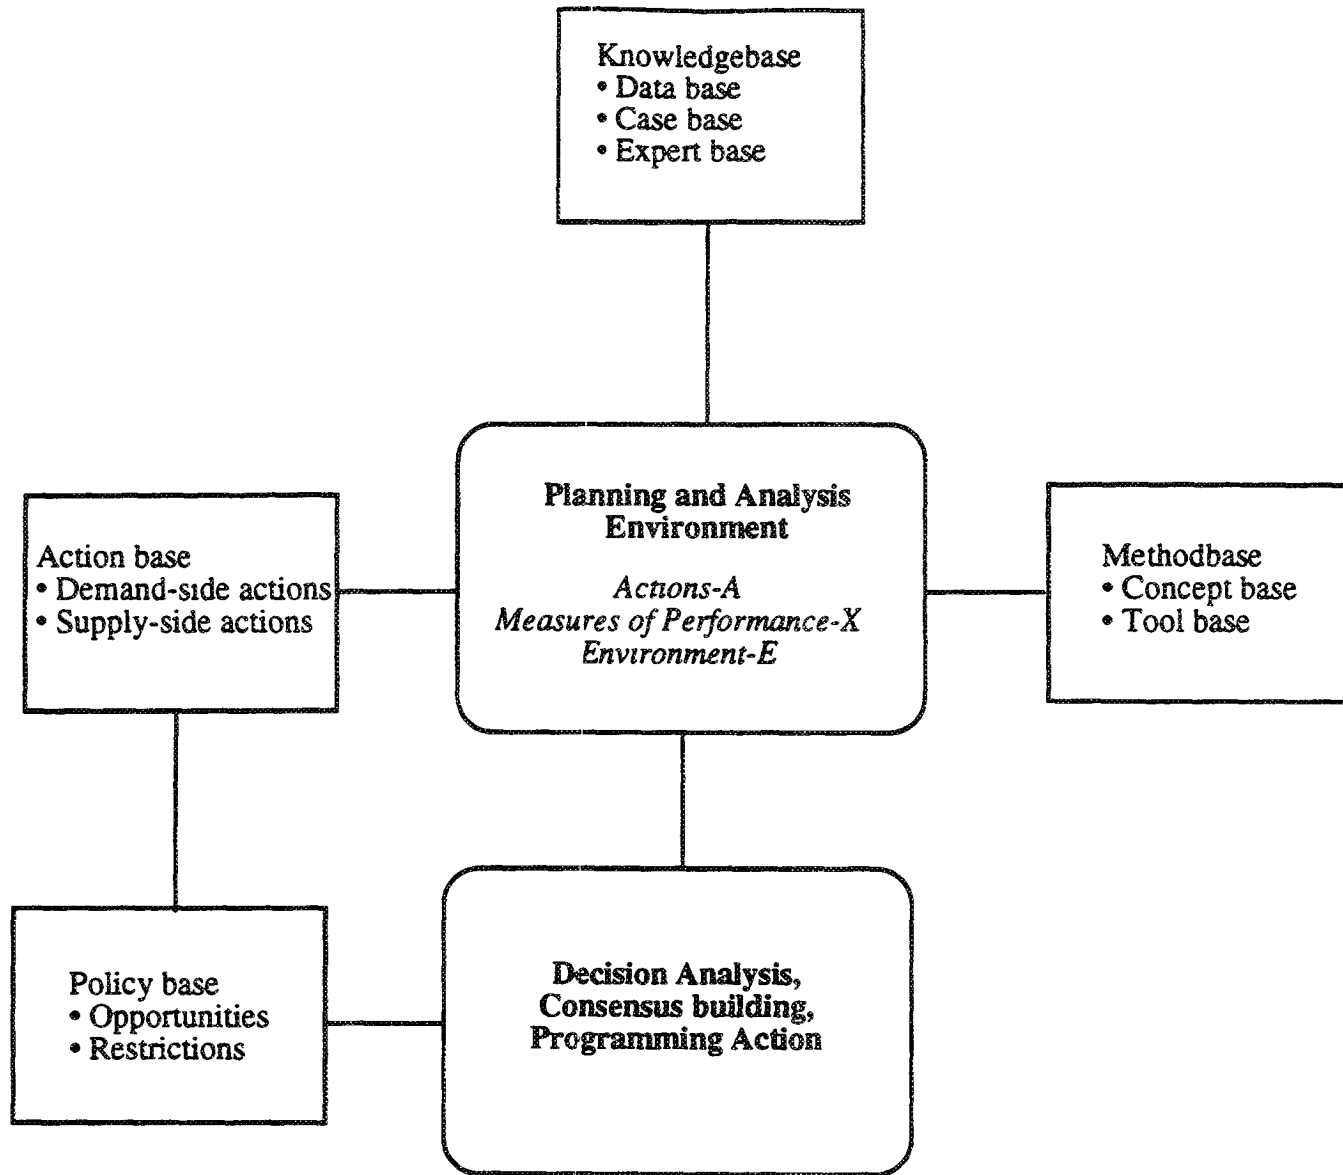 Knowledgebase
• Data base
• Case base
• Expert base
Planning and Analysis
Environment
Actions-A
Measures of Performance-X
Environment-E
Action base
• Demand-side actions
• Supply-side actions
Methodbase
• Concept base
• Tool base
Policy base
• Opportunities
• Restrictions
Decision Analysis,
Consensus building,
Programming Action